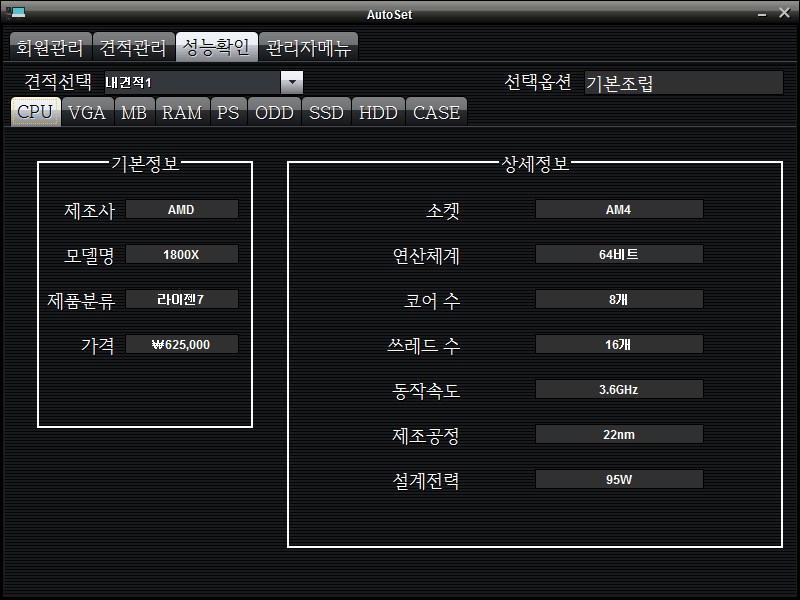 AutoSet
회원관리 견적관리 성능확인 관리자메뉴
견적선택 내견적1 선택옵션 기본조립
CPU VGA MB RAM PS ODD SSD HDD CASE
기본정보
제조사 AMD
모델명 1800X
제품분류 라이젠7
가격 ₩625,000
상세정보
소켓 AM4
연산체계 64비트
코어 수 8개
쓰레드 수 16개
동작속도 3.6GHz
제조공정 22nm
설계전력 95W